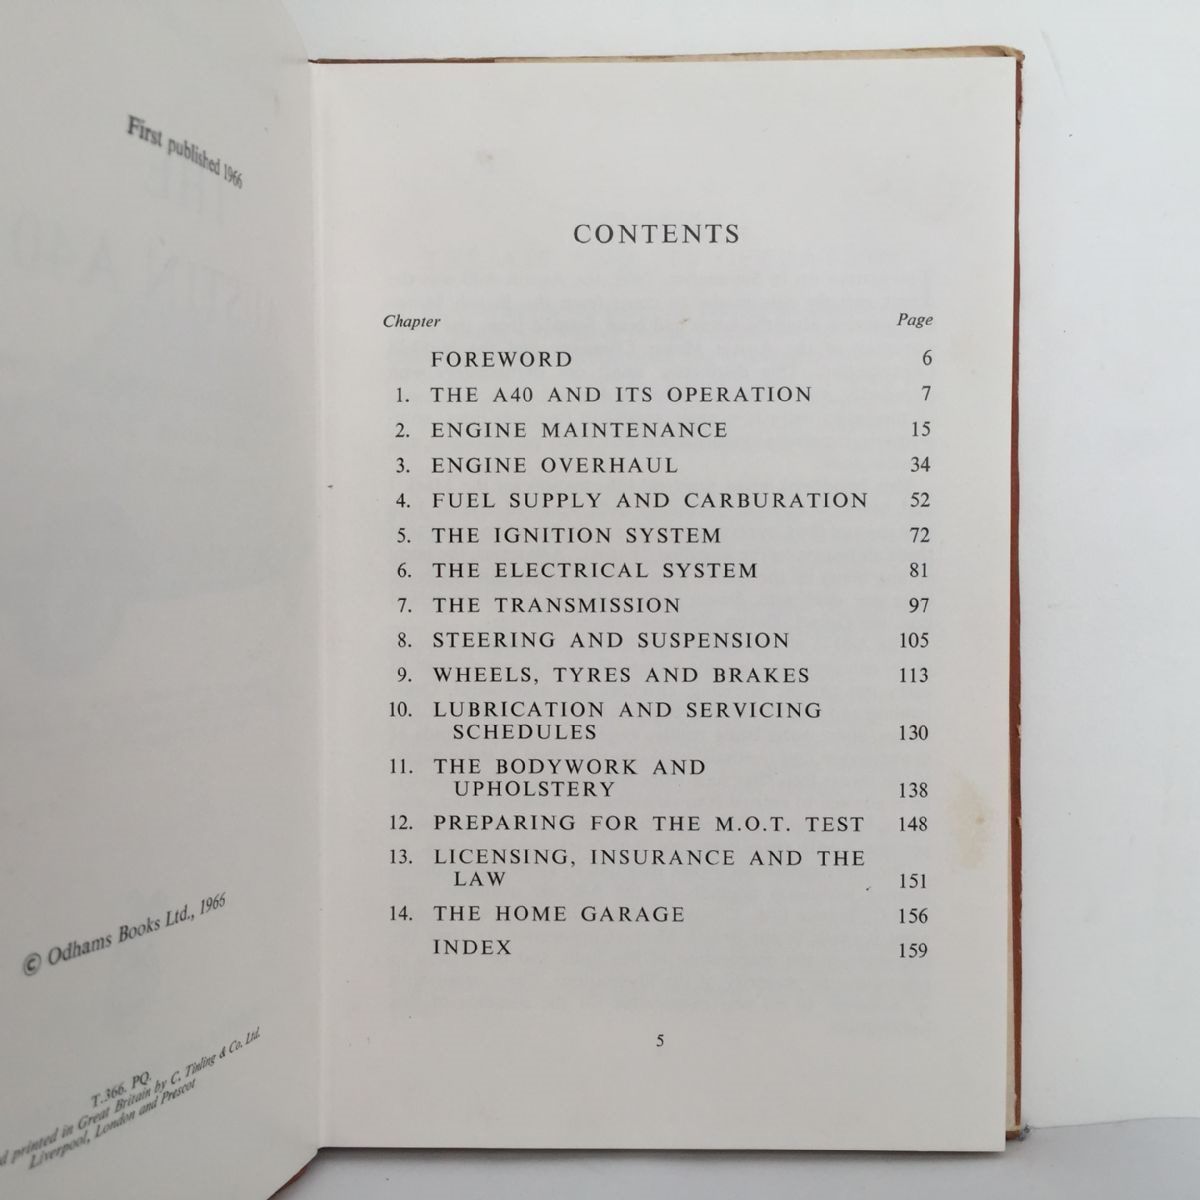 First published 1966
© Odhams Books Ltd., 1966
T.366. PQ.
printed in Great Britain by C. Tinling & Co. Ltd.
Liverpool, London and Prescot
CONTENTS
Chapter Page
FOREWORD 6
1. THE A40 AND ITS OPERATION 7
2. ENGINE MAINTENANCE 15
3. ENGINE OVERHAUL 34
4. FUEL SUPPLY AND CARBURATION 52
5. THE IGNITION SYSTEM 72
6. THE ELECTRICAL SYSTEM 81
7. THE TRANSMISSION 97
8. STEERING AND SUSPENSION 105
9. WHEELS, TYRES AND BRAKES 113
10. LUBRICATION AND SERVICING
SCHEDULES 130
11. THE BODYWORK AND
UPHOLSTERY 138
12. PREPARING FOR THE M.O.T. TEST 148
13. LICENSING, INSURANCE AND THE
LAW 151
14. THE HOME GARAGE 156
INDEX 159
5